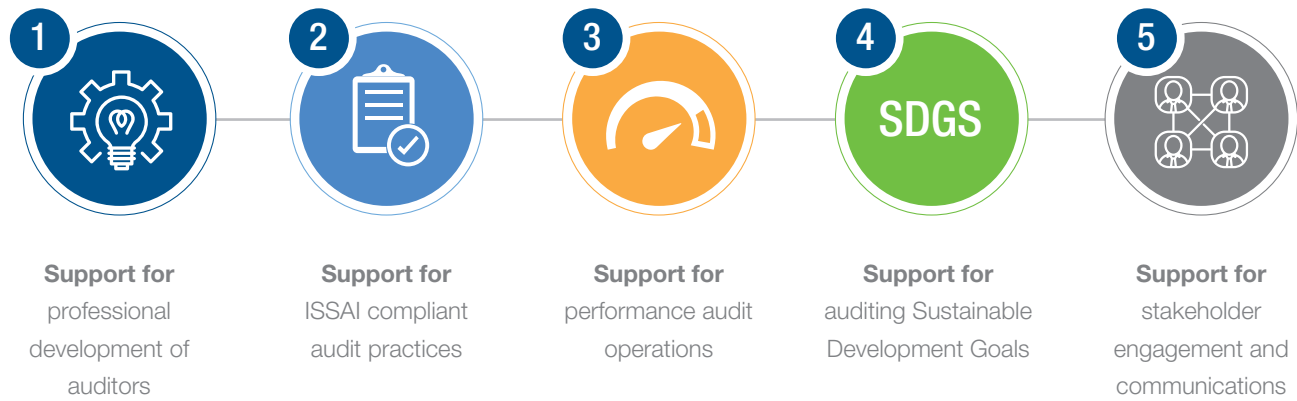 1
Support for
professional
development of
auditors
2
Support for
ISSAI compliant
audit practices
3
Support for
performance audit
operations
4
SDGS
Support for
auditing Sustainable
Development Goals
5
Support for
stakeholder
engagement and
communications